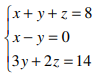 x + y + z = 8
x − y = 0
3y + 2z = 14